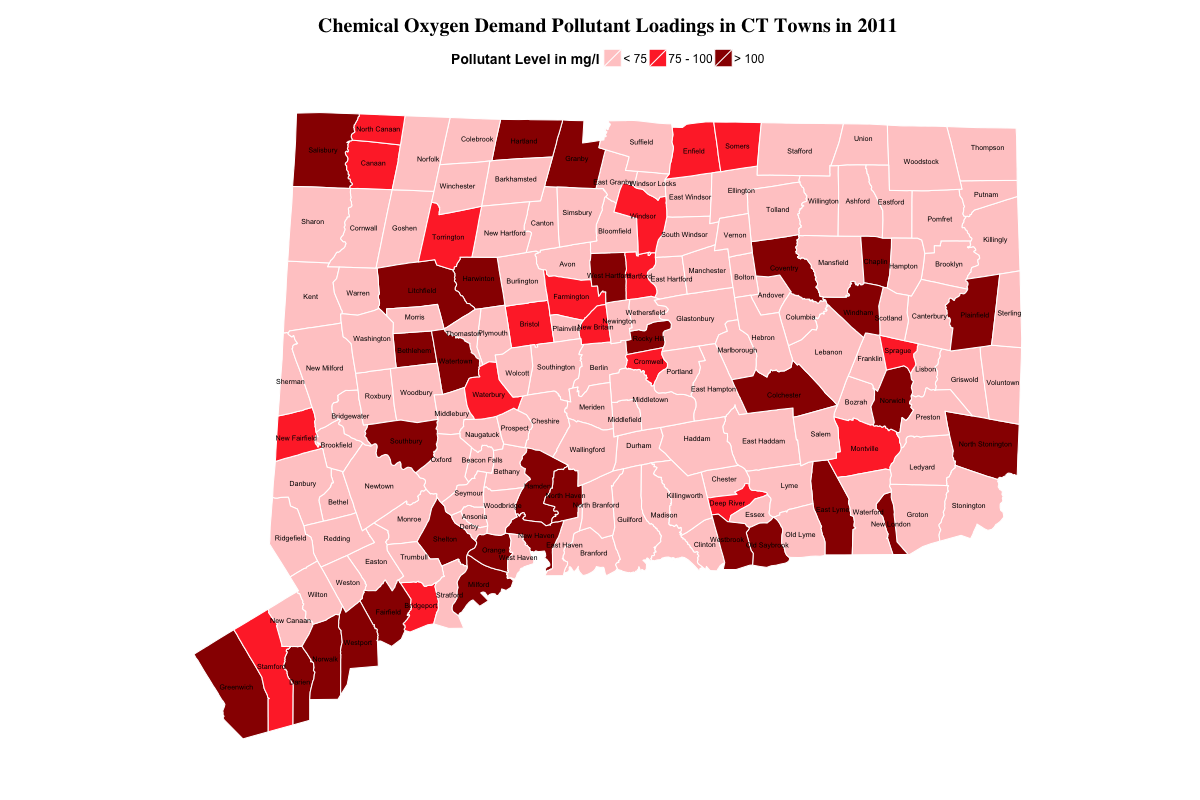 Chemical Oxygen Demand Pollutant Loadings in CT Towns in 2011
Pollutant Level in mg/l < 75 75 - 100 > 100
North Canaan
Salisbury
Canaan
Norfolk
Colebrook
Hartland
Granby
Suffield
Enfield
Somers
Stafford
Union
Woodstock
Thompson
Winchester
Barkhamsted
East Granby
Windsor Locks
East Windsor
Ellington
Tolland
Willington
Ashford
Eastford
Putnam
Pomfret
Killingly
Sharon
Cornwall
Goshen
Torrington
New Hartford
Canton
Simsbury
Bloomfield
Windsor
South Windsor
Vernon
Kent
Warren
Litchfield
Harwinton
Burlington
Avon
West Hartford
Hartford
East Hartford
Manchester
Bolton
Coventry
Mansfield
Chaplin
Hampton
Brooklyn
Andover
Morris
Farmington
Bristol
Plainville
New Britain
Newington
Wethersfield
Glastonbury
Columbia
Windham
Scotland
Canterbury
Plainfield
Sterling
Washington
Bethlehem
Watertown
Thomaston
Plymouth
Rocky Hill
Hebron
Marlborough
Lebanon
Franklin
Sprague
Lisbon
Griswold
Voluntown
New Milford
Sherman
Wolcott
Southington
Berlin
Cromwell
Portland
East Hampton
Colchester
Bozrah
Norwich
Preston
Roxbury
Woodbury
Waterbury
Middlebury
Bridgewater
Meriden
Middletown
Middlefield
Cheshire
Prospect
Naugatuck
New Fairfield
Brookfield
Southbury
Oxford
Beacon Falls
Bethany
Wallingford
Durham
Haddam
East Haddam
Salem
Montville
Ledyard
North Stonington
Danbury
Bethel
Newtown
Seymour
Woodbridge
Hamden
North Haven
North Branford
Killingworth
Chester
Deep River
Essex
Lyme
Old Lyme
East Lyme
Waterford
New London
Groton
Stonington
Ridgefield
Redding
Monroe
Ansonia
Derby
Shelton
Orange
New Haven
West Haven
East Haven
Branford
Guilford
Madison
Clinton
Westbrook
Old Saybrook
Easton
Trumbull
Weston
Wilton
Stratford
Milford
Bridgeport
Fairfield
New Canaan
Westport
Norwalk
Darien
Stamford
Greenwich